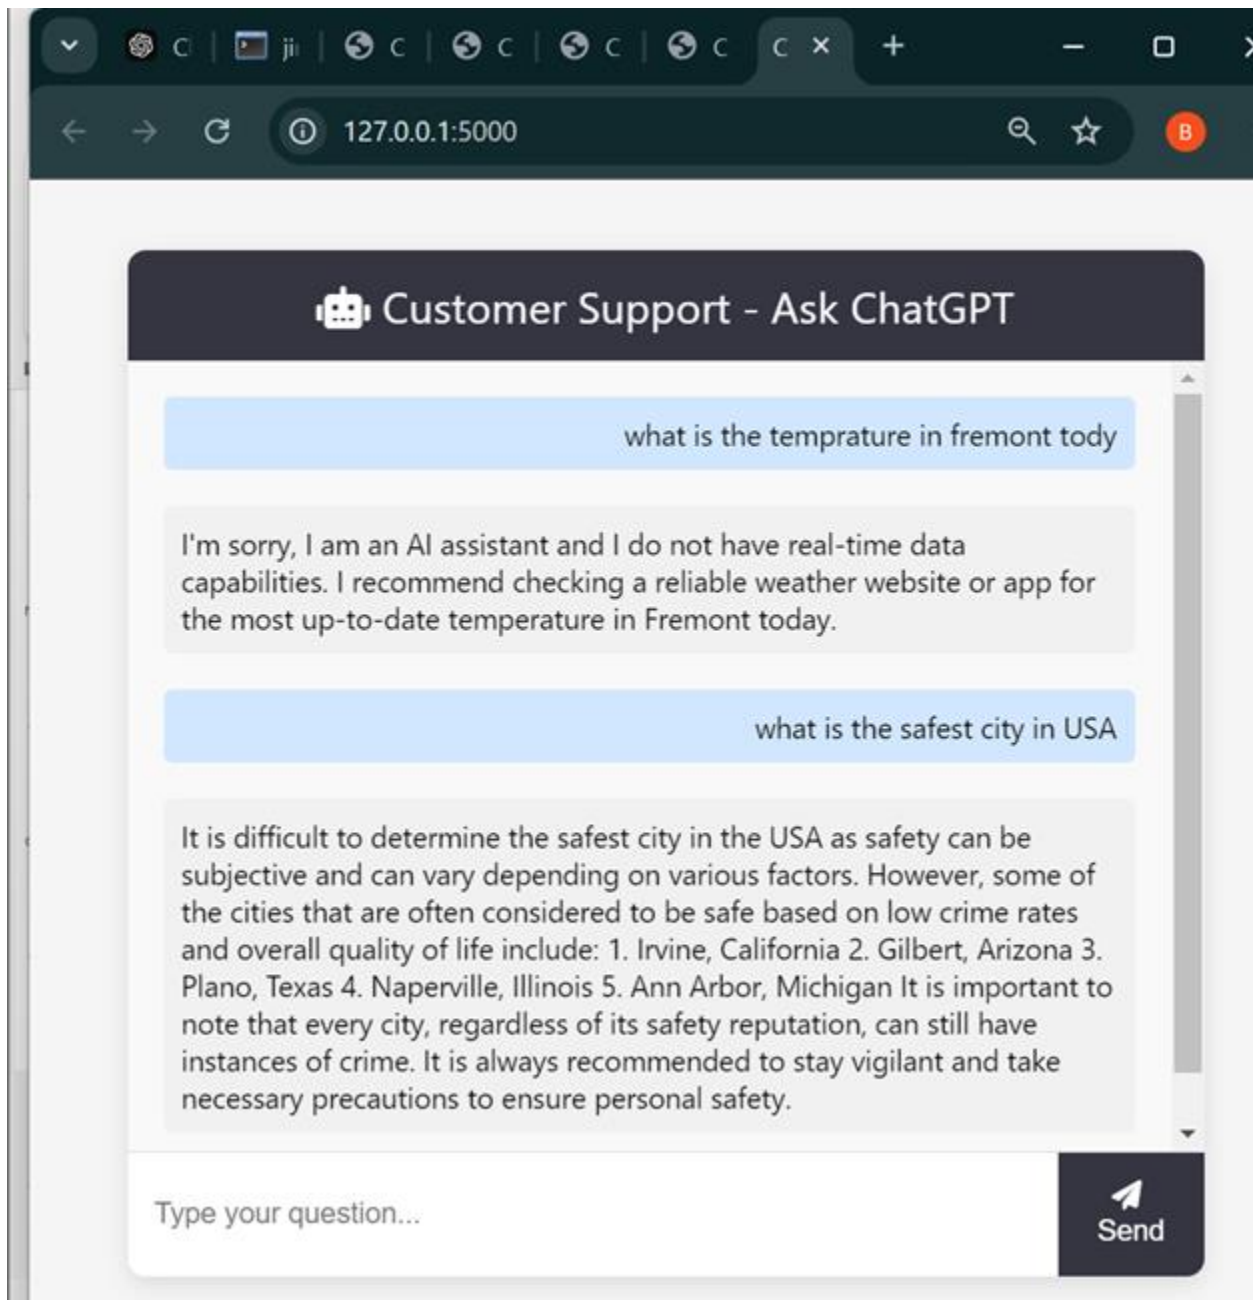 C
jii
C
C
C
C
C
127.0.0.1:5000
B
Customer Support - Ask ChatGPT
what is the temprature in fremont tody
I'm sorry, I am an AI assistant and I do not have real-time data
capabilities. I recommend checking a reliable weather website or app for
the most up-to-date temperature in Fremont today.
what is the safest city in USA
It is difficult to determine the safest city in the USA as safety can be
subjective and can vary depending on various factors. However, some of
the cities that are often considered to be safe based on low crime rates
and overall quality of life include: 1. Irvine, California 2. Gilbert, Arizona 3.
Plano, Texas 4. Naperville, Illinois 5. Ann Arbor, Michigan It is important to
note that every city, regardless of its safety reputation, can still have
instances of crime. It is always recommended to stay vigilant and take
necessary precautions to ensure personal safety.
Type your question...
Send